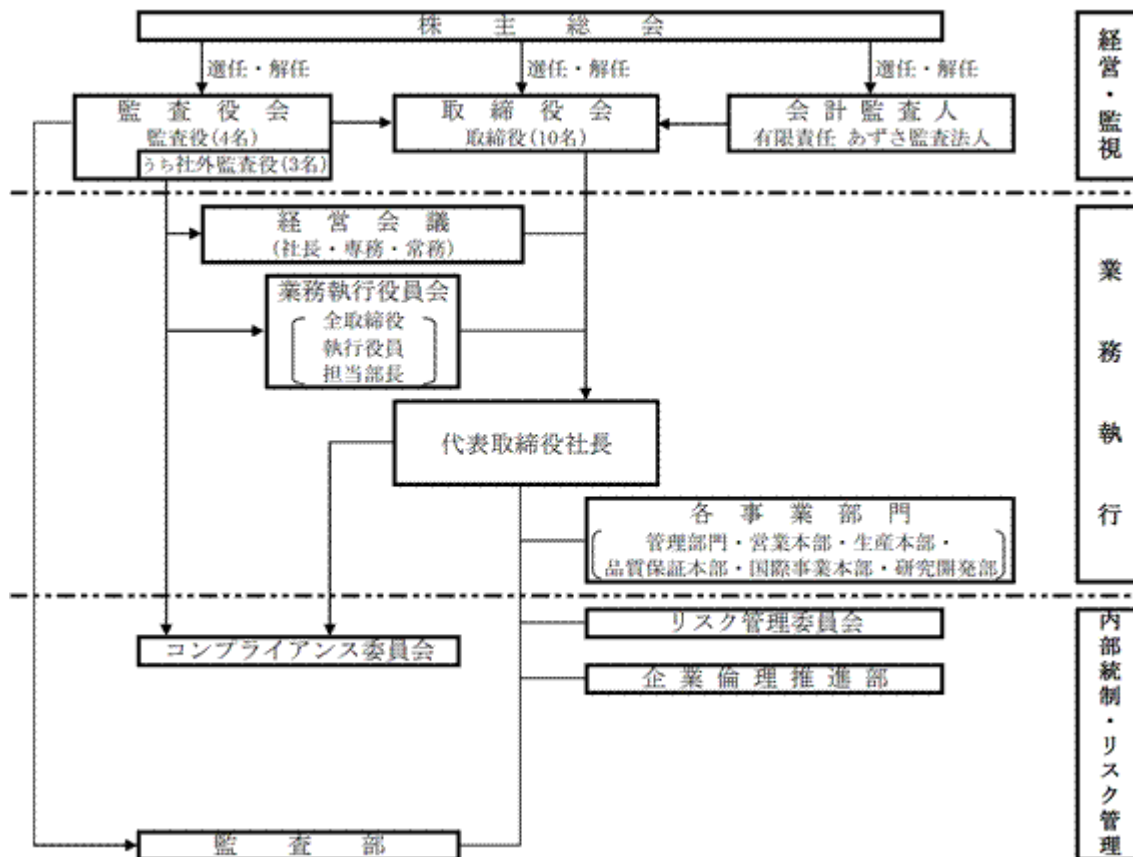 株主総会
選任・解任
選任・解任
選任・解任
監査役会
監査役(4名)
うち社外監査役(3名)
取締役会
取締役(10名)
会計監査人
有限責任 あずさ監査法人
経営・監視
経営会議
(社長・専務・常務)
業務執行役員会
全取締役
執行役員
担当部長
代表取締役社長
各事業部門
管理部門・営業本部・生産本部・
品質保証本部・国際事業本部・研究開発部
業務執行
コンプライアンス委員会
リスク管理委員会
企業倫理推進部
監査部
内部統制・リスク管理